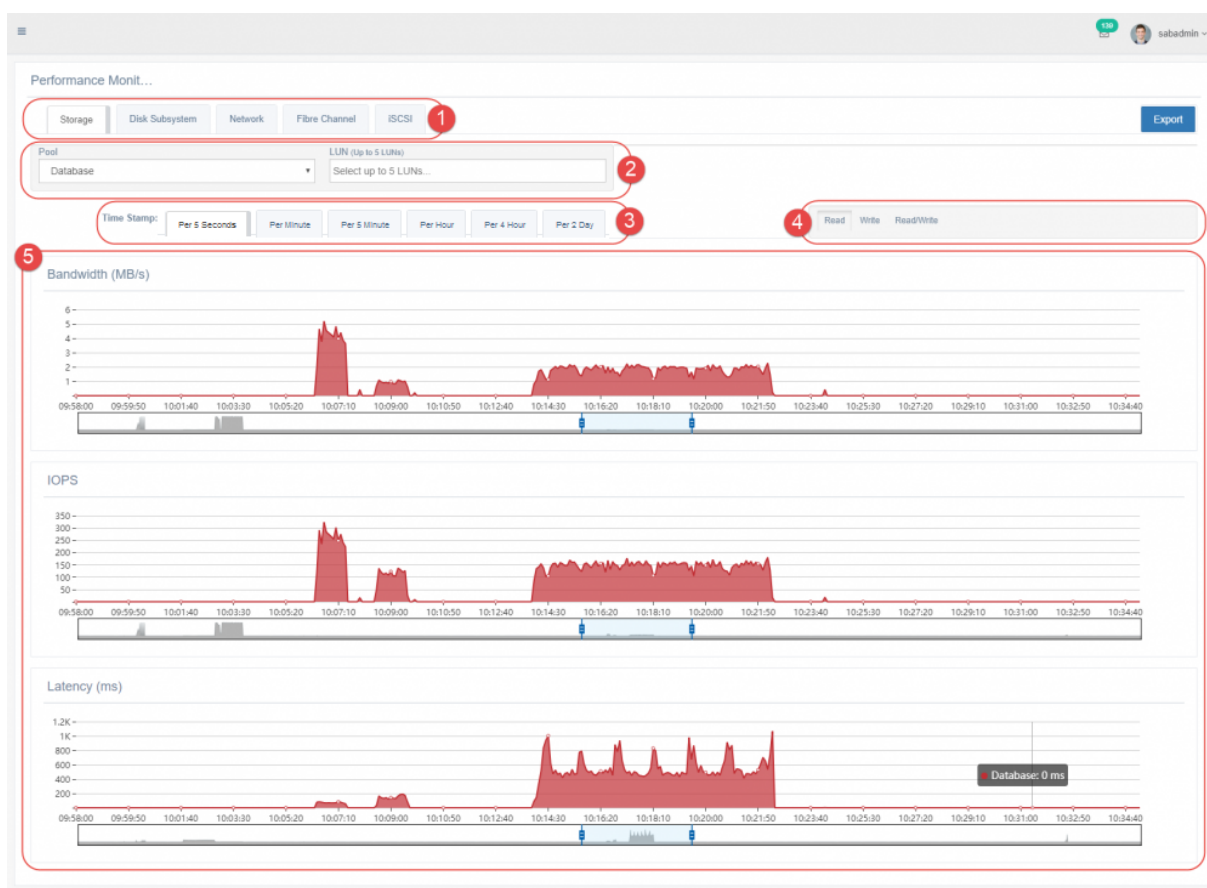 139
sabadmin
Performance Monit...
Storage Disk Subsystem Network Fibre Channel iSCSI 1 Export
Pool LUN (Up to 5 LUNs)
Database Select up to 5 LUNs... 2
Time Stamp: Per 5 Seconds Per Minute Per 5 Minute Per Hour Per 4 Hour Per 2 Day 3 4 Read Write Read/Write
5
Bandwidth (MB/s)
6
5
4
3
2
1
09:58:00 09:59:50 10:01:40 10:03:30 10:05:20 10:07:10 10:09:00 10:10:50 10:12:40 10:14:30 10:16:20 10:18:10 10:20:00 10:21:50 10:23:40 10:25:30 10:27:20 10:29:10 10:31:00 10:32:50 10:34:40
IOPS
350
300
250
200
150
100
50
09:58:00 09:59:50 10:01:40 10:03:30 10:05:20 10:07:10 10:09:00 10:10:50 10:12:40 10:14:30 10:16:20 10:18:10 10:20:00 10:21:50 10:23:40 10:25:30 10:27:20 10:29:10 10:31:00 10:32:50 10:34:40
Latency (ms)
1.2K
1K
800
600
400
200
Database: 0 ms
09:58:00 09:59:50 10:01:40 10:03:30 10:05:20 10:07:10 10:09:00 10:10:50 10:12:40 10:14:30 10:16:20 10:18:10 10:20:00 10:21:50 10:23:40 10:25:30 10:27:20 10:29:10 10:31:00 10:32:50 10:34:40